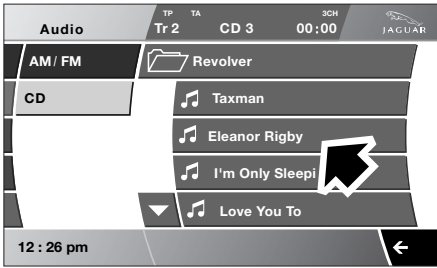 TP TA 3CH
Audio Tr 2 CD 3 00:00 JAGUAR
AM / FM Revolver
CD Taxman
Eleanor Rigby
I'm Only Sleepi
Love You To
12 : 26 pm